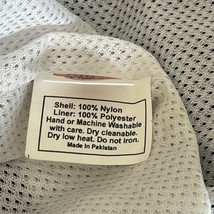 Shell: 100% Nylon
Liner: 100% Polyester
Hand or Machine Washable
with care. Dry cleanable.
Dry low heat. Do not iron.
Made in Pakistan